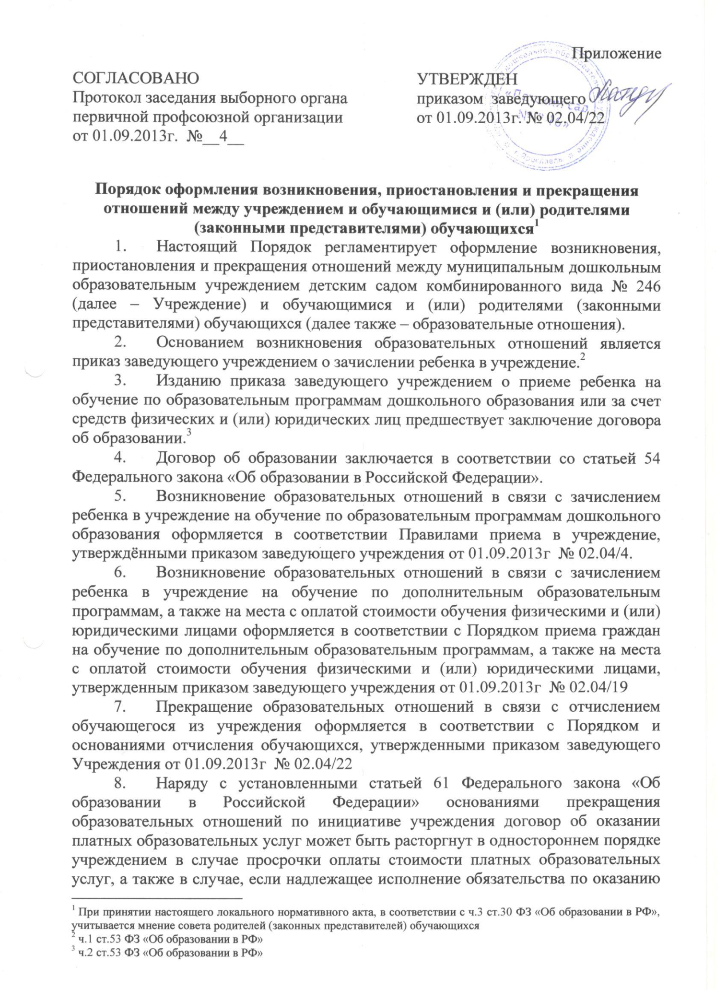 Приложение
СОГЛАСОВАНО
Протокол заседания выборного органа
первичной профсоюзной организации
от 01.09.2013г.  №__4__
УТВЕРЖДЕН
приказом  заведующего
от 01.09.2013г. № 02.04/22
«Детский сад
г. Ярославль
Порядок оформления возникновения, приостановления и прекращения
отношений между учреждением и обучающимися и (или) родителями
(законными представителями) обучающихся¹
1. Настоящий Порядок регламентирует оформление возникновения,
приостановления и прекращения отношений между муниципальным дошкольным
образовательным учреждением детским садом комбинированного вида № 246
(далее – Учреждение) и обучающимися и (или) родителями (законными
представителями) обучающихся (далее также – образовательные отношения).
2. Основанием возникновения образовательных отношений является
приказ заведующего учреждением о зачислении ребенка в учреждение.²
3. Изданию приказа заведующего учреждением о приеме ребенка на
обучение по образовательным программам дошкольного образования или за счет
средств физических и (или) юридических лиц предшествует заключение договора
об образовании.³
4. Договор об образовании заключается в соответствии со статьей 54
Федерального закона «Об образовании в Российской Федерации».
5. Возникновение образовательных отношений в связи с зачислением
ребенка в учреждение на обучение по образовательным программам дошкольного
образования оформляется в соответствии Правилами приема в учреждение,
утверждёнными приказом заведующего учреждения от 01.09.2013г  № 02.04/4.
6. Возникновение образовательных отношений в связи с зачислением
ребенка в учреждение на обучение по дополнительным образовательным
программам, а также на места с оплатой стоимости обучения физическими и (или)
юридическими лицами оформляется в соответствии с Порядком приема граждан
на обучение по дополнительным образовательным программам, а также на места
с оплатой стоимости обучения физическими и (или) юридическими лицами,
утвержденным приказом заведующего учреждения от 01.09.2013г  № 02.04/19
7. Прекращение образовательных отношений в связи с отчислением
обучающегося из учреждения оформляется в соответствии с Порядком и
основаниями отчисления обучающихся, утвержденными приказом заведующего
Учреждения от 01.09.2013г  № 02.04/22
8. Наряду с установленными статьей 61 Федерального закона «Об
образовании в Российской Федерации» основаниями прекращения
образовательных отношений по инициативе учреждения договор об оказании
платных образовательных услуг может быть расторгнут в одностороннем порядке
учреждением в случае просрочки оплаты стоимости платных образовательных
услуг, а также в случае, если надлежащее исполнение обязательства по оказанию
¹ При принятии настоящего локального нормативного акта, в соответствии с ч.3 ст.30 ФЗ «Об образовании в РФ»,
учитывается мнение совета родителей (законных представителей) обучающихся
² ч.1 ст.53 ФЗ «Об образовании в РФ»
³ ч.2 ст.53 ФЗ «Об образовании в РФ»